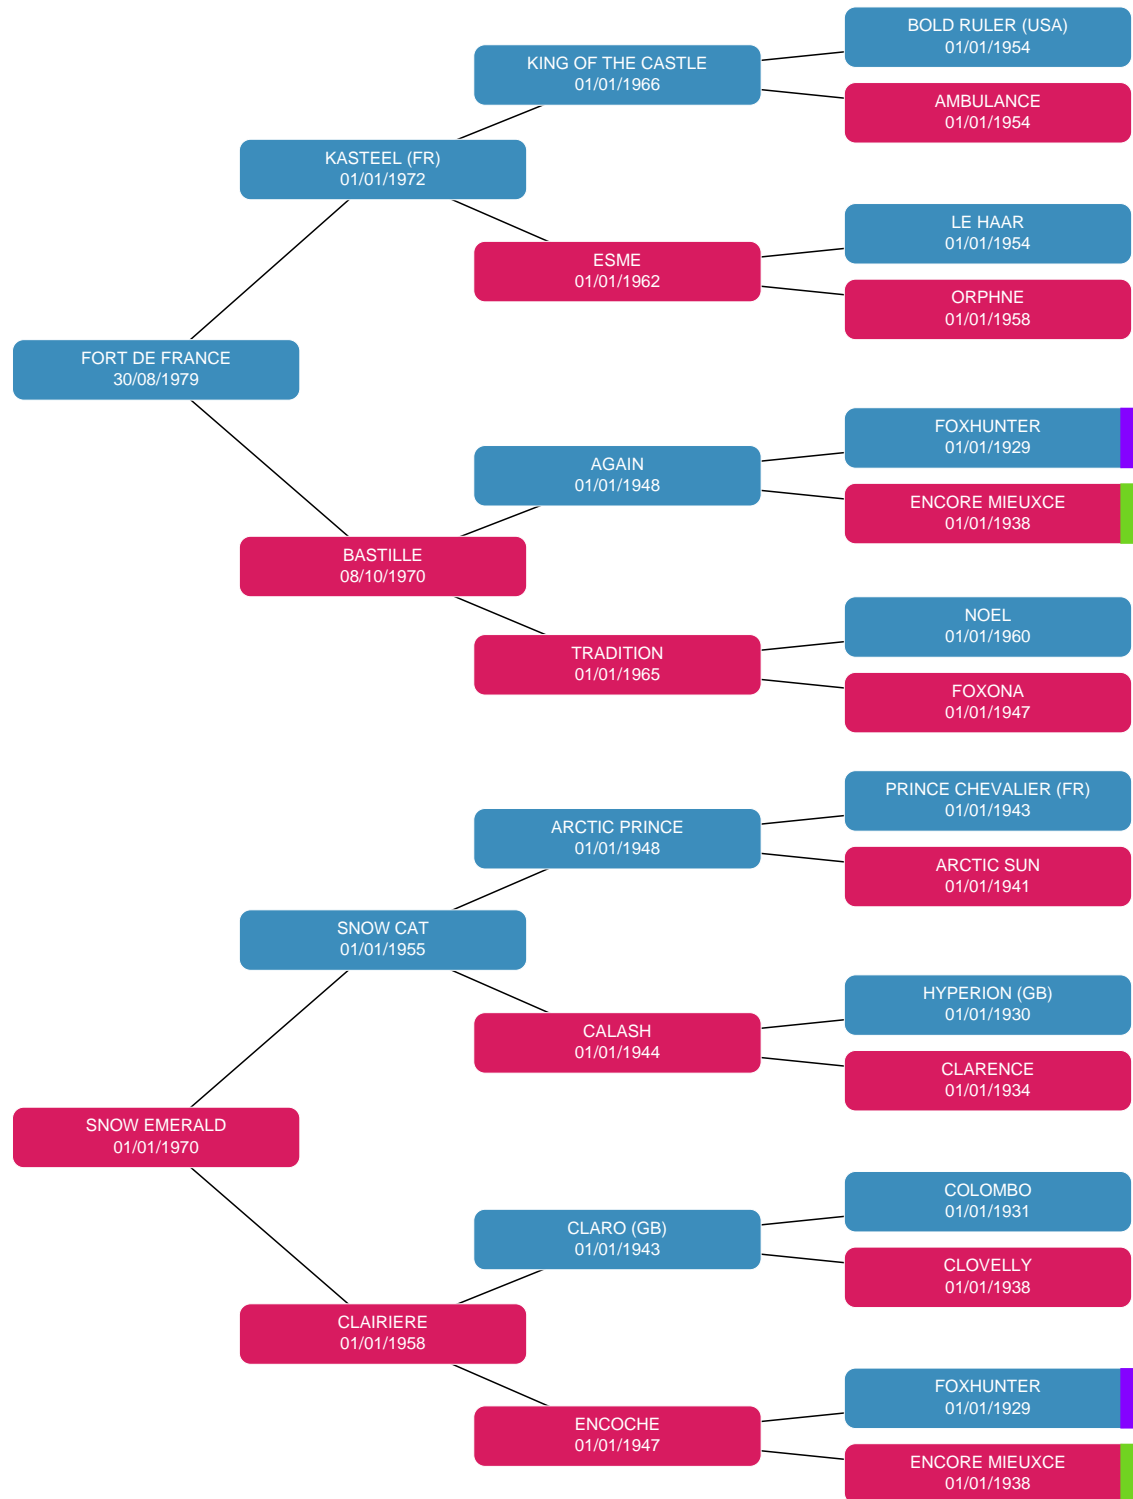 BOLD RULER (USA)
01/01/1954
KING OF THE CASTLE
01/01/1966
AMBULANCE
01/01/1954
KASTEEL (FR)
01/01/1972
LE HAAR
01/01/1954
ESME
01/01/1962
ORPHNE
01/01/1958
FORT DE FRANCE
30/08/1979
FOXHUNTER
01/01/1929
AGAIN
01/01/1948
ENCORE MIEUXCE
01/01/1938
BASTILLE
08/10/1970
NOEL
01/01/1960
TRADITION
01/01/1965
FOXONA
01/01/1947
PRINCE CHEVALIER (FR)
01/01/1943
ARCTIC PRINCE
01/01/1948
ARCTIC SUN
01/01/1941
SNOW CAT
01/01/1955
HYPERION (GB)
01/01/1930
CALASH
01/01/1944
CLARENCE
01/01/1934
SNOW EMERALD
01/01/1970
COLOMBO
01/01/1931
CLARO (GB)
01/01/1943
CLOVELLY
01/01/1938
CLAIRIERE
01/01/1958
FOXHUNTER
01/01/1929
ENCOCHE
01/01/1947
ENCORE MIEUXCE
01/01/1938